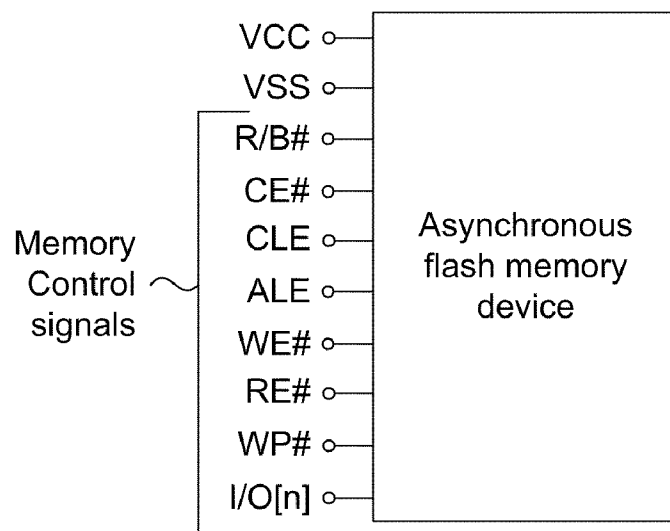 VCC
VSS
R/B#
CE#
CLE
ALE
WE#
RE#
WP#
I/O[n]
Memory
Control
signals
Asynchronous
flash memory
device